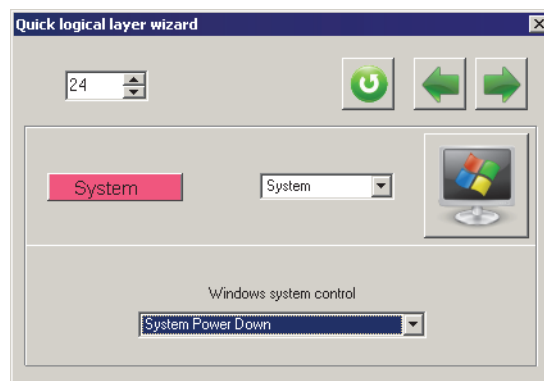 Quick logical layer wizard
24
System
System
Windows system control
System Power Down